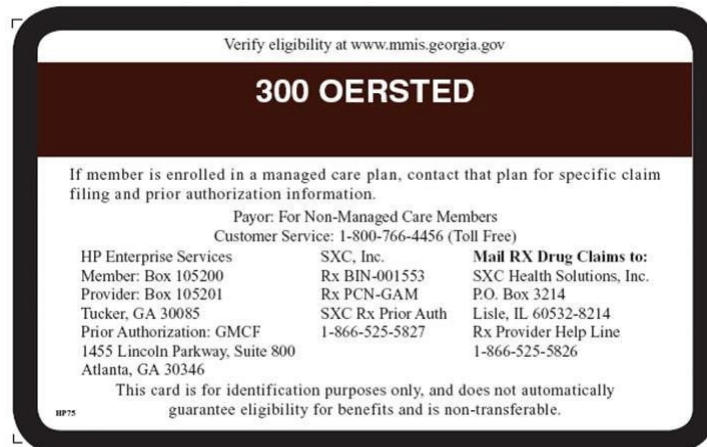 Verify eligibility at www.mmis.georgia.gov
300 OERSTED
If member is enrolled in a managed care plan, contact that plan for specific claim
filing and prior authorization information.
Payor: For Non-Managed Care Members
Customer Service: 1-800-766-4456 (Toll Free)
HP Enterprise Services
Member: Box 105200
Provider: Box 105201
Tucker, GA 30085
Prior Authorization: GMCF
1455 Lincoln Parkway, Suite 800
Atlanta, GA 30346
SXC, Inc.
Rx BIN-001553
Rx PCN-GAM
SXC Rx Prior Auth
1-866-525-5827
Mail RX Drug Claims to:
SXC Health Solutions, Inc.
P.O. Box 3214
Lisle, IL 60532-8214
Rx Provider Help Line
1-866-525-5826
This card is for identification purposes only, and does not automatically
guarantee eligibility for benefits and is non-transferable.
HP75